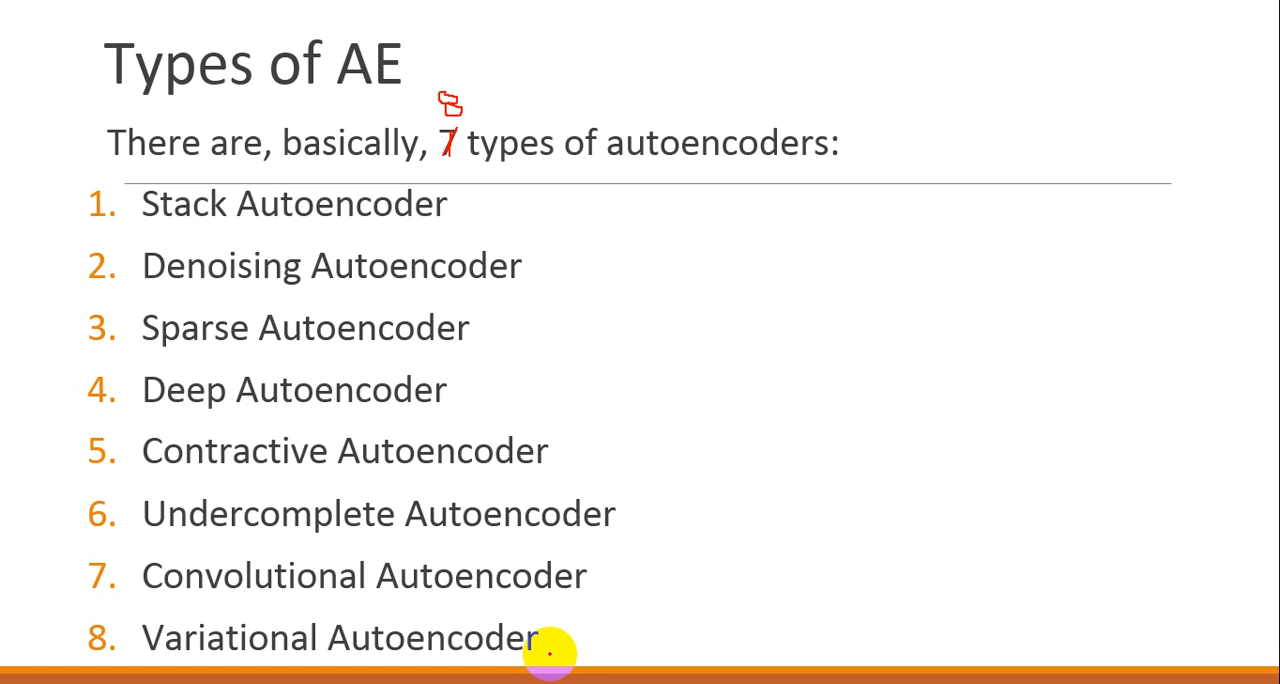 Types of AE
8
There are, basically, 7 types of autoencoders:
1. Stack Autoencoder
2. Denoising Autoencoder
3. Sparse Autoencoder
4. Deep Autoencoder
5. Contractive Autoencoder
6. Undercomplete Autoencoder
7. Convolutional Autoencoder
8. Variational Autoencoder